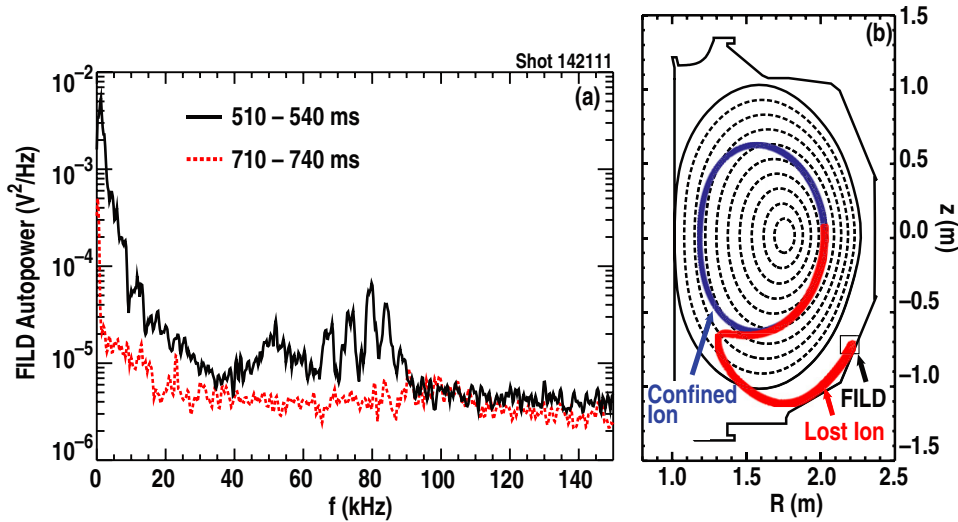 Shot 142111
(a)
510 – 540 ms
710 – 740 ms
FILD Autopower (V²/Hz)
10⁻²
10⁻³
10⁻⁴
10⁻⁵
10⁻⁶
0 20 40 60 80 100 120 140
f (kHz)
(b)
1.5
1.0
0.5
0.0
−0.5
−1.0
−1.5
z (m)
Confined
Ion
FILD
Lost Ion
1.0 1.5 2.0 2.5
R (m)